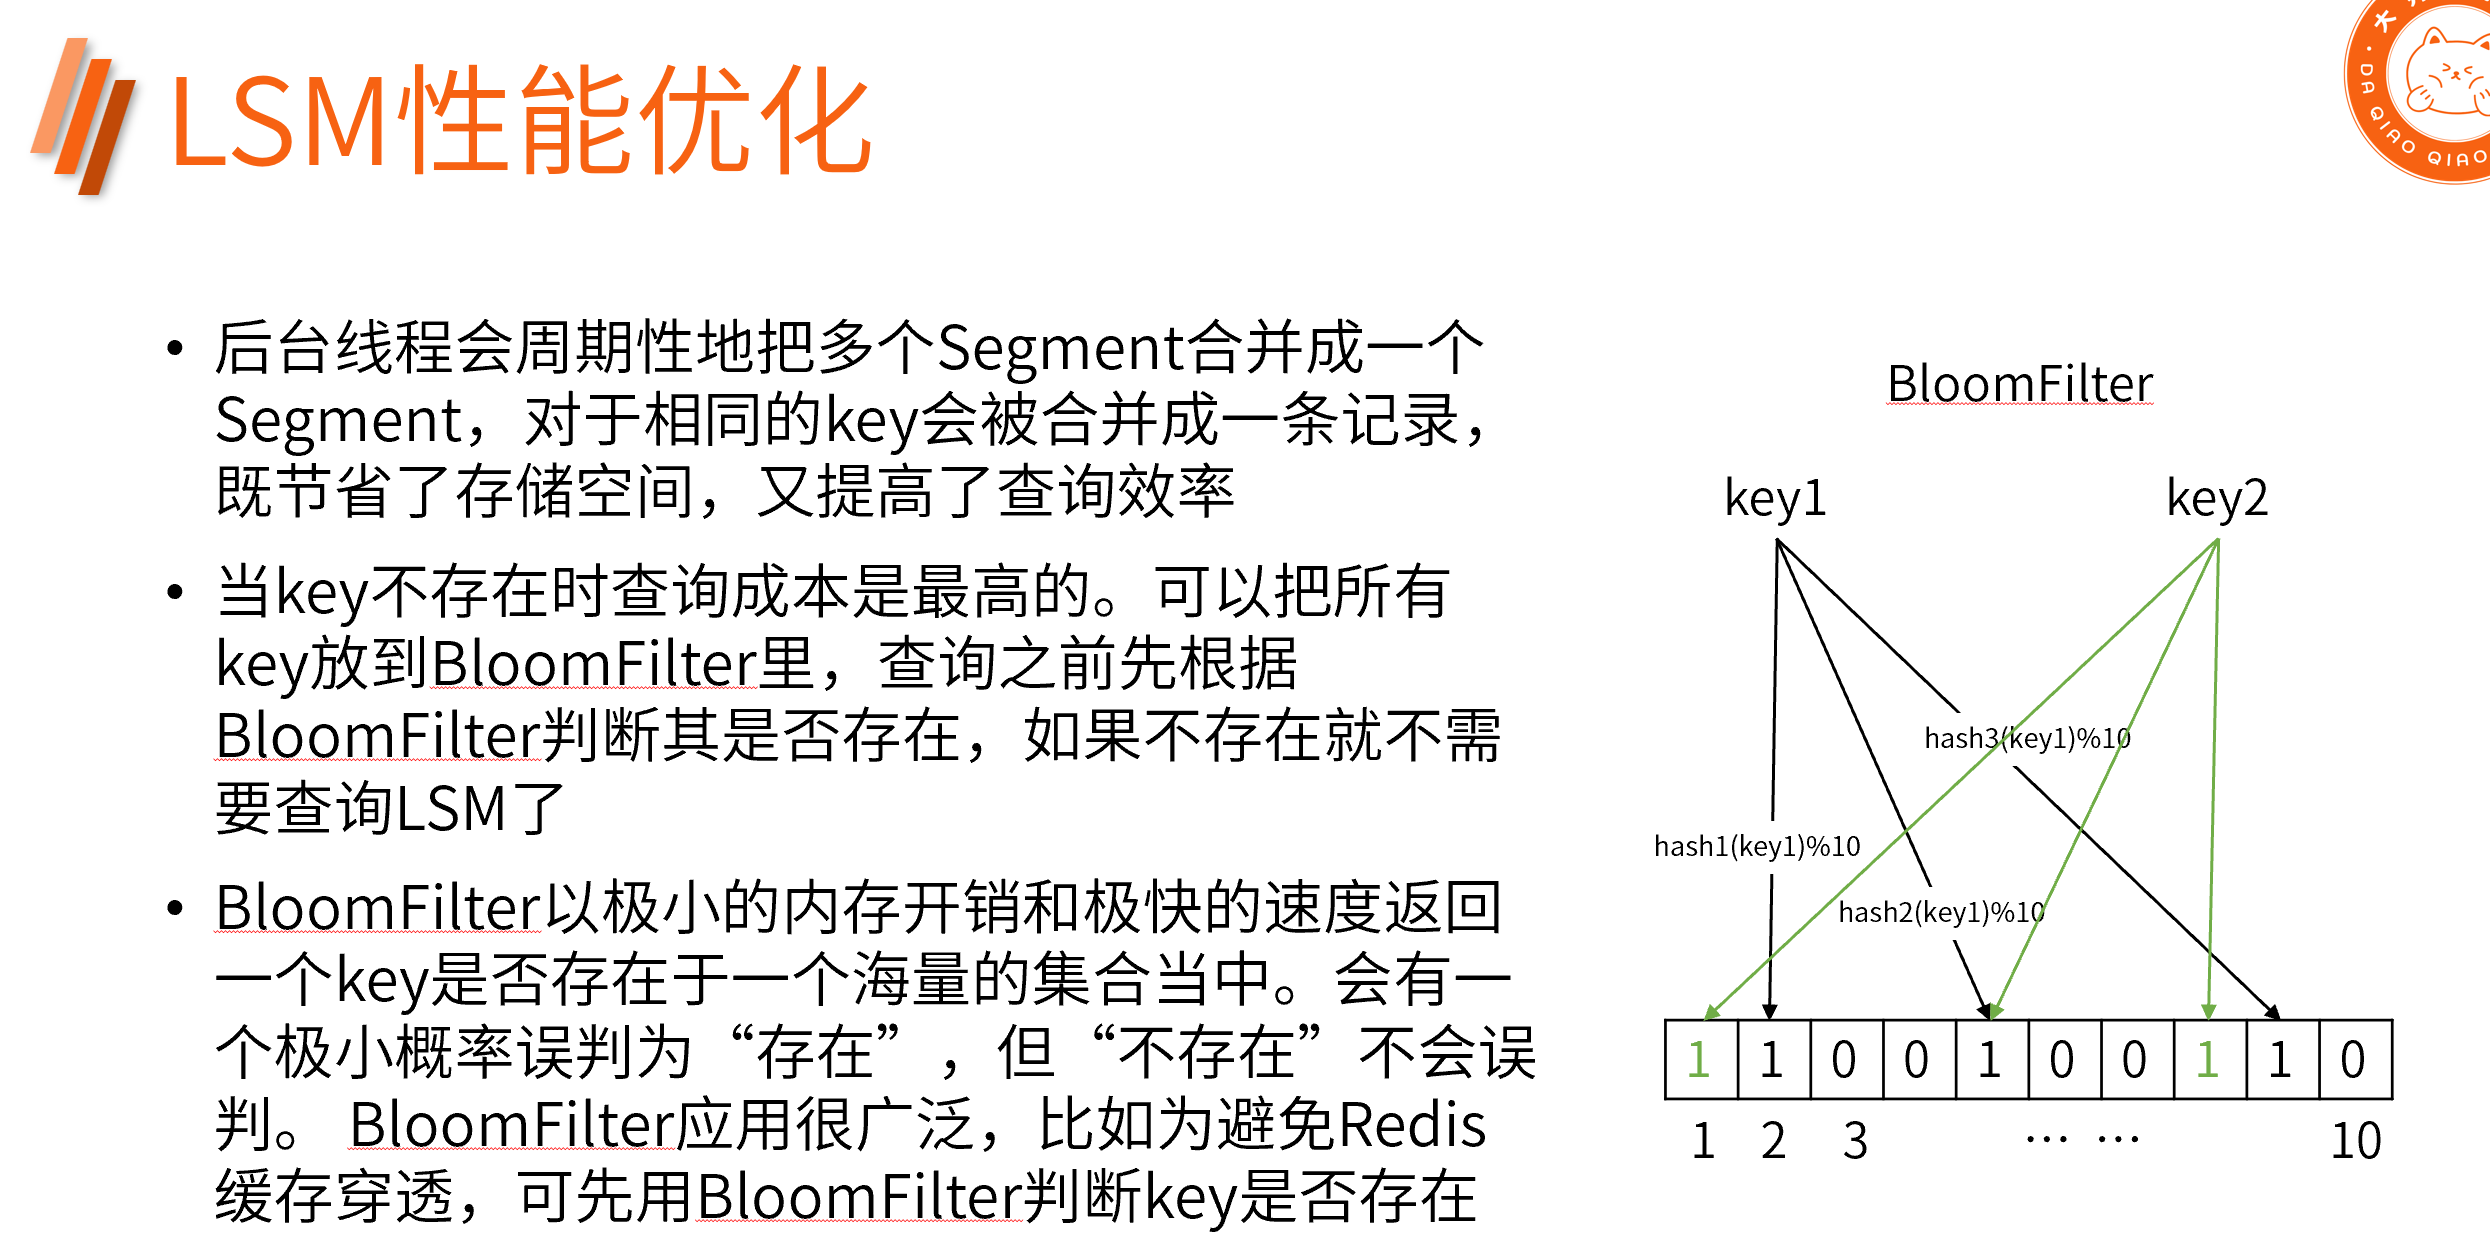 LSM性能优化
大
DA QIAO QIAO
后台线程会周期性地把多个Segment合并成一个
Segment，对于相同的key会被合并成一条记录，
既节省了存储空间，又提高了查询效率
当key不存在时查询成本是最高的。可以把所有
key放到BloomFilter里，查询之前先根据
BloomFilter判断其是否存在，如果不存在就不需
要查询LSM了
BloomFilter以极小的内存开销和极快的速度返回
一个key是否存在于一个海量的集合当中。会有一
个极小概率误判为“存在”，但“不存在”不会误
判。 BloomFilter应用很广泛，比如为避免Redis
缓存穿透，可先用BloomFilter判断key是否存在
BloomFilter
key1 key2
hash3(key1)%10
hash1(key1)%10
hash2(key1)%10
1 1 0 0 1 0 0 1 1 0
1 2 3 … … 10